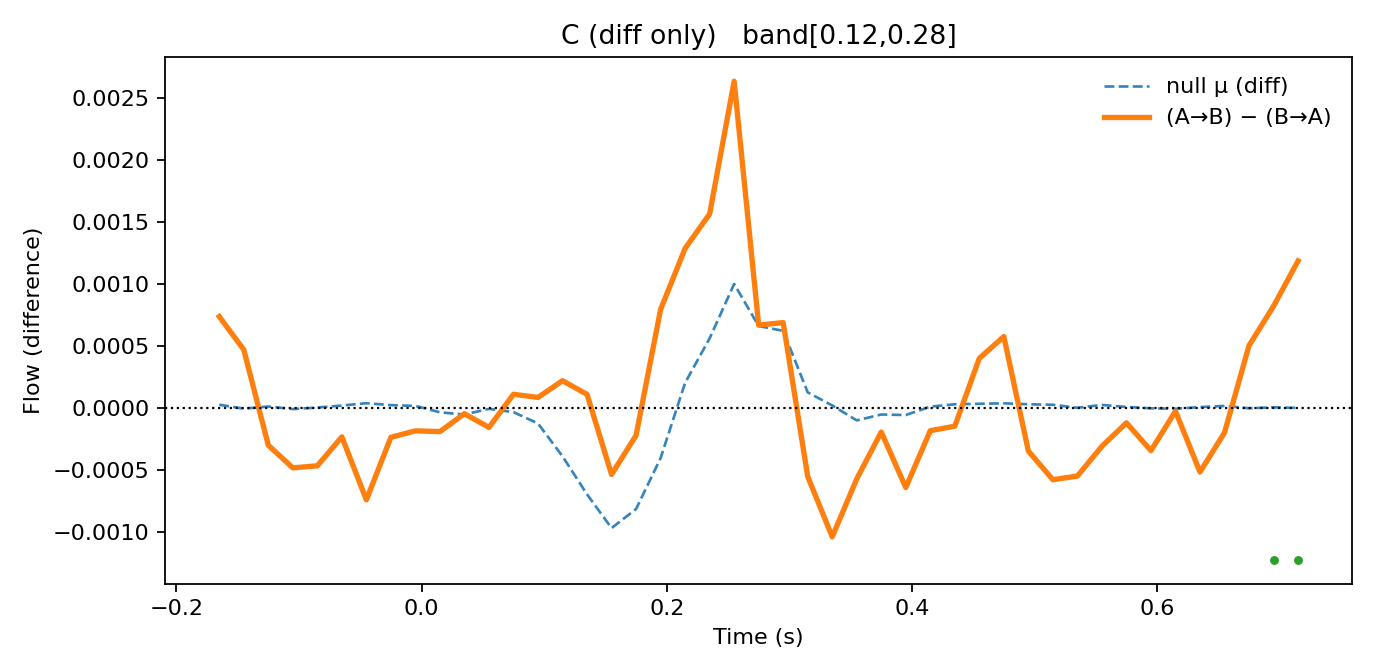 C (diff only)   band[0.12,0.28]
null μ (diff)
(A→B) − (B→A)
Flow (difference)
0.0025
0.0020
0.0015
0.0010
0.0005
0.0000
−0.0005
−0.0010
−0.2
0.0
0.2
0.4
0.6
Time (s)